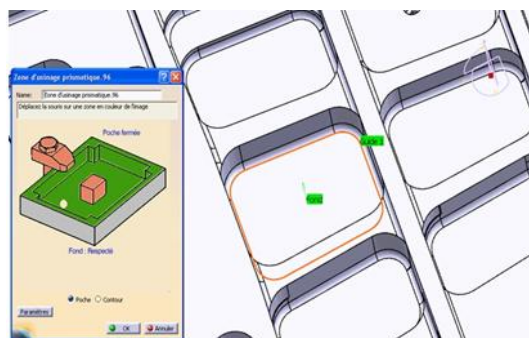 Zone d'usinage prismatique.96
Name: Zone d'usinage prismatique.96
Déplacez la souris sur une zone en couleur de l'image
Poche fermée
Fond : Respecté
Poche Contour
Paramètres
OK Annuler
Guide 1
Fond